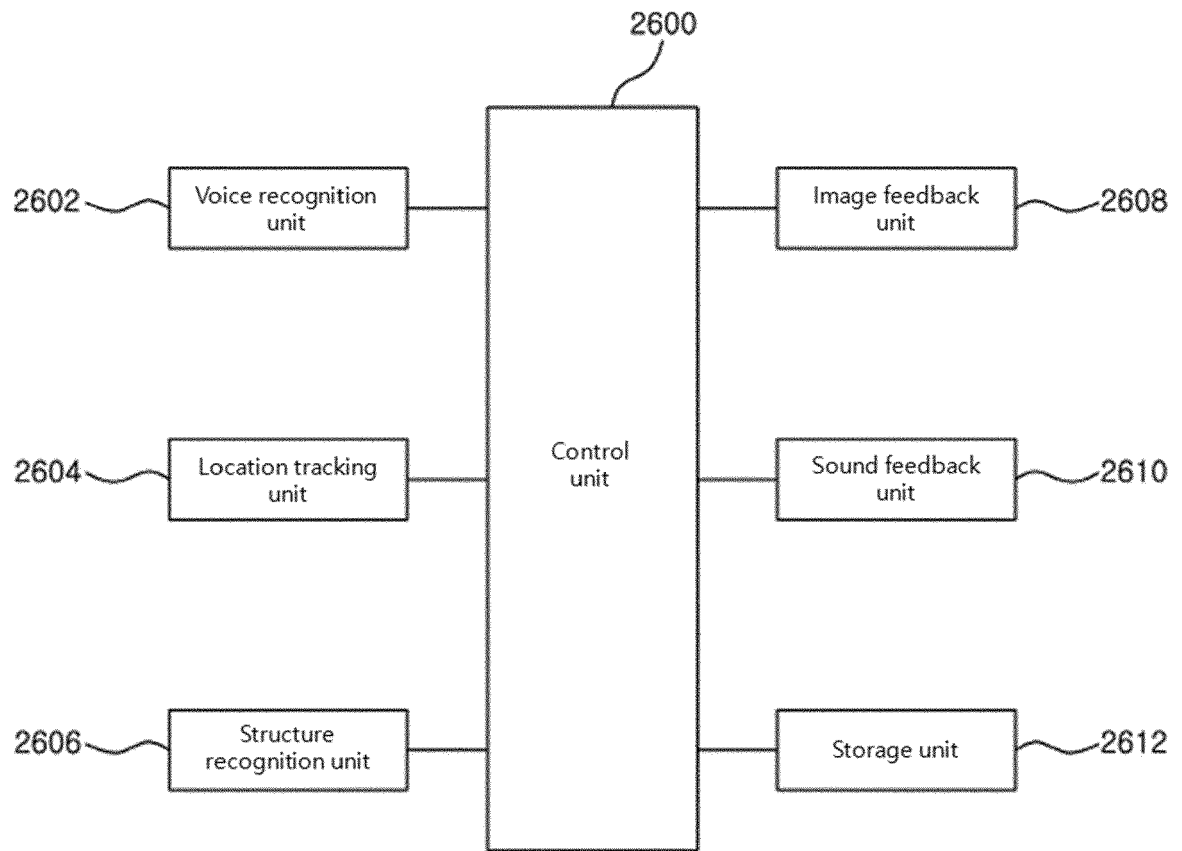 2600
2602
Voice recognition
unit
Image feedback
unit
2608
2604
Location tracking
unit
Control
unit
Sound feedback
unit
2610
2606
Structure
recognition unit
Storage unit
2612